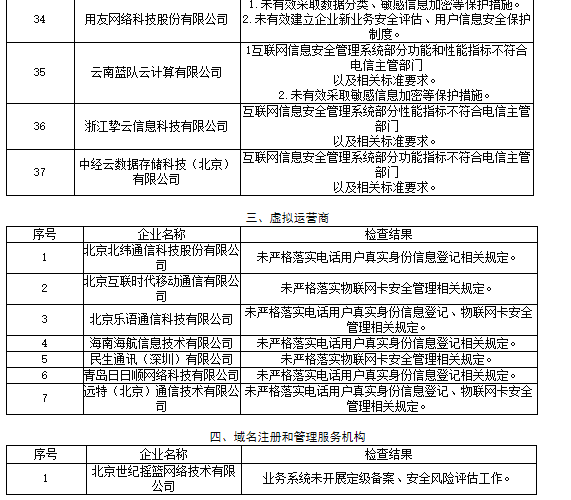 1.未有效采取数据分类、敏感信息加密等保护措施。
34 用友网络科技股份有限公司 2.未有效建立企业新业务安全评估、用户信息安全保护
制度。
1互联网信息安全管理系统部分功能和性能指标不符合
电信主管部门
35 云南蓝队云计算有限公司
以及相关标准要求。
2.未有效采取敏感信息加密等保护措施。
互联网信息安全管理系统部分性能指标不符合电信主管
36 浙江挚云信息科技有限公司 部门
以及相关标准要求。
互联网信息安全管理系统部分功能指标不符合电信主管
37 中经云数据存储科技（北京）
有限公司 部门
以及相关标准要求。
三、虚拟运营商
序号 企业名称 检查结果
1 北京北纬通信科技股份有限公
司 未严格落实电话用户真实身份信息登记相关规定。
2 北京互联时代移动通信有限公
司 未严格落实物联网卡安全管理相关规定。
3 北京乐语通信科技有限公司 未严格落实电话用户真实身份信息登记、物联网卡安全
管理相关规定。
4 海南海航信息技术有限公司 未严格落实电话用户真实身份信息登记相关规定。
5 民生通讯（深圳）有限公司 未严格落实物联网卡安全管理相关规定。
6 青岛日日顺网络科技有限公司 未严格落实电话用户真实身份信息登记相关规定。
7 远特（北京）通信技术有限公
司 未严格落实电话用户真实身份信息登记、物联网卡安全
管理相关规定。
四、域名注册和管理服务机构
序号 企业名称 检查结果
1 北京世纪摇篮网络技术有限
公司 业务系统未开展定级备案、安全风险评估工作。